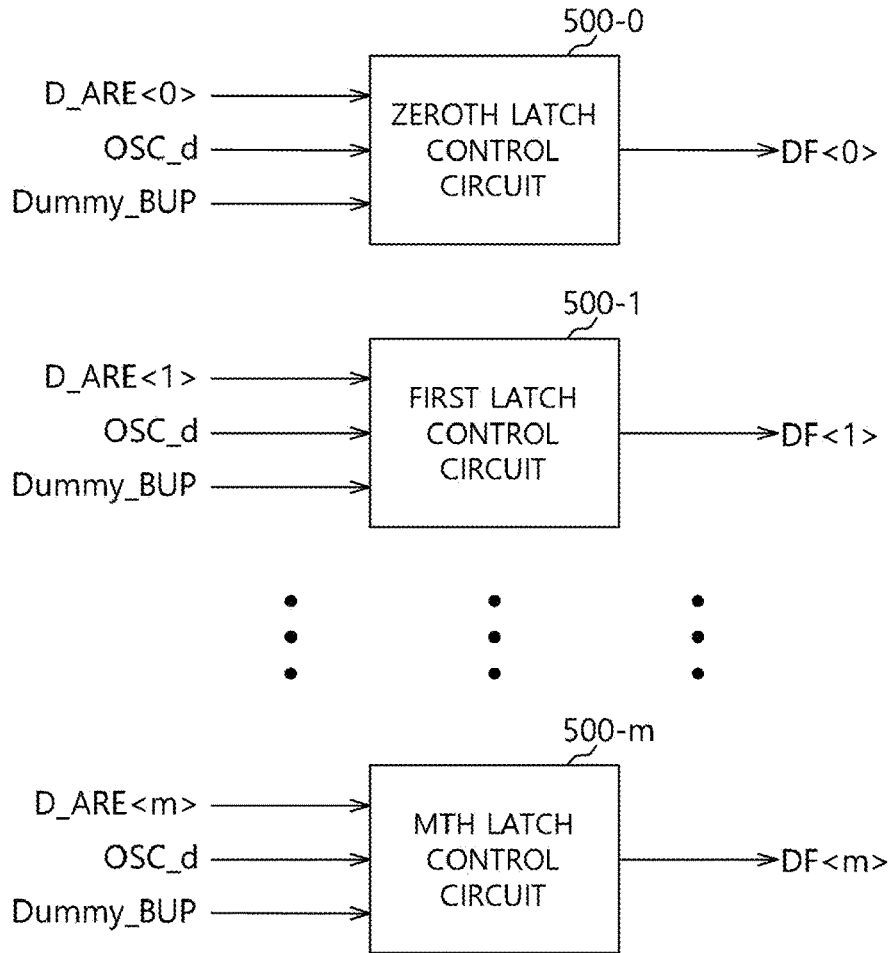 500-0
D_ARE<0>
OSC_d
Dummy_BUP
ZEROTH LATCH
CONTROL
CIRCUIT
DF<0>
500-1
D_ARE<1>
OSC_d
Dummy_BUP
FIRST LATCH
CONTROL
CIRCUIT
DF<1>
500-m
D_ARE<m>
OSC_d
Dummy_BUP
MTH LATCH
CONTROL
CIRCUIT
DF<m>